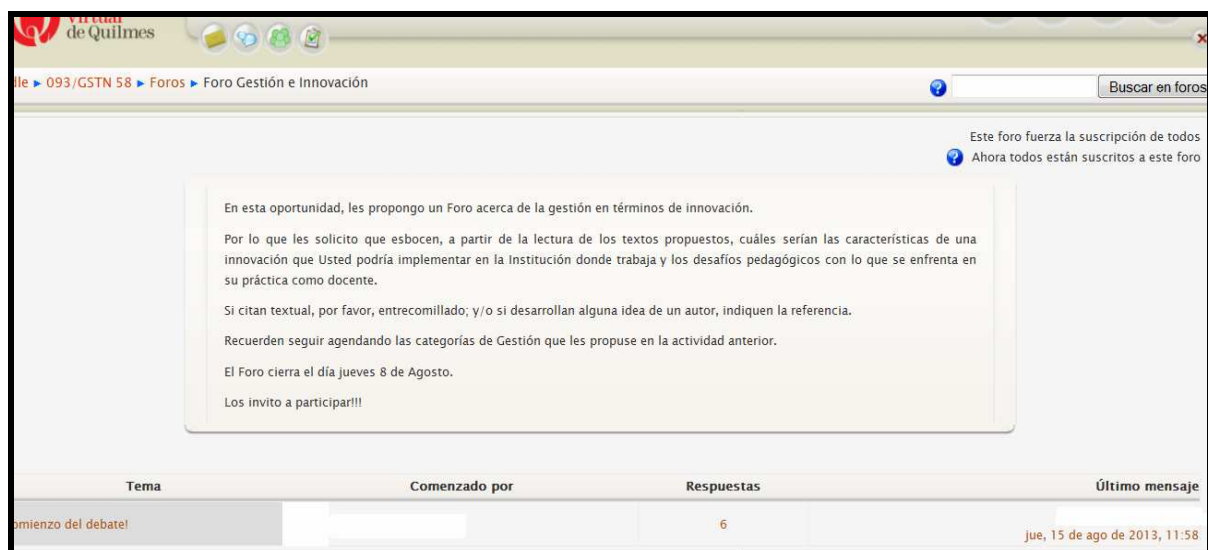 Virtual
de Quilmes
dle ► 093/GSTN 58 ► Foros ► Foro Gestión e Innovación
Buscar en foros
Este foro fuerza la suscripción de todos
Ahora todos están suscritos a este foro
En esta oportunidad, les propongo un Foro acerca de la gestión en términos de innovación.
Por lo que les solicito que esbocen, a partir de la lectura de los textos propuestos, cuáles serían las características de una
innovación que Usted podría implementar en la Institución donde trabaja y los desafíos pedagógicos con lo que se enfrenta en
su práctica como docente.
Si citan textual, por favor, entrecomillado; y/o si desarrollan alguna idea de un autor, indiquen la referencia.
Recuerden seguir agendando las categorías de Gestión que les propuse en la actividad anterior.
El Foro cierra el día jueves 8 de Agosto.
Los invito a participar!!!
Tema Comenzado por Respuestas Último mensaje
omienzo del debate! 6
jue, 15 de ago de 2013, 11:58